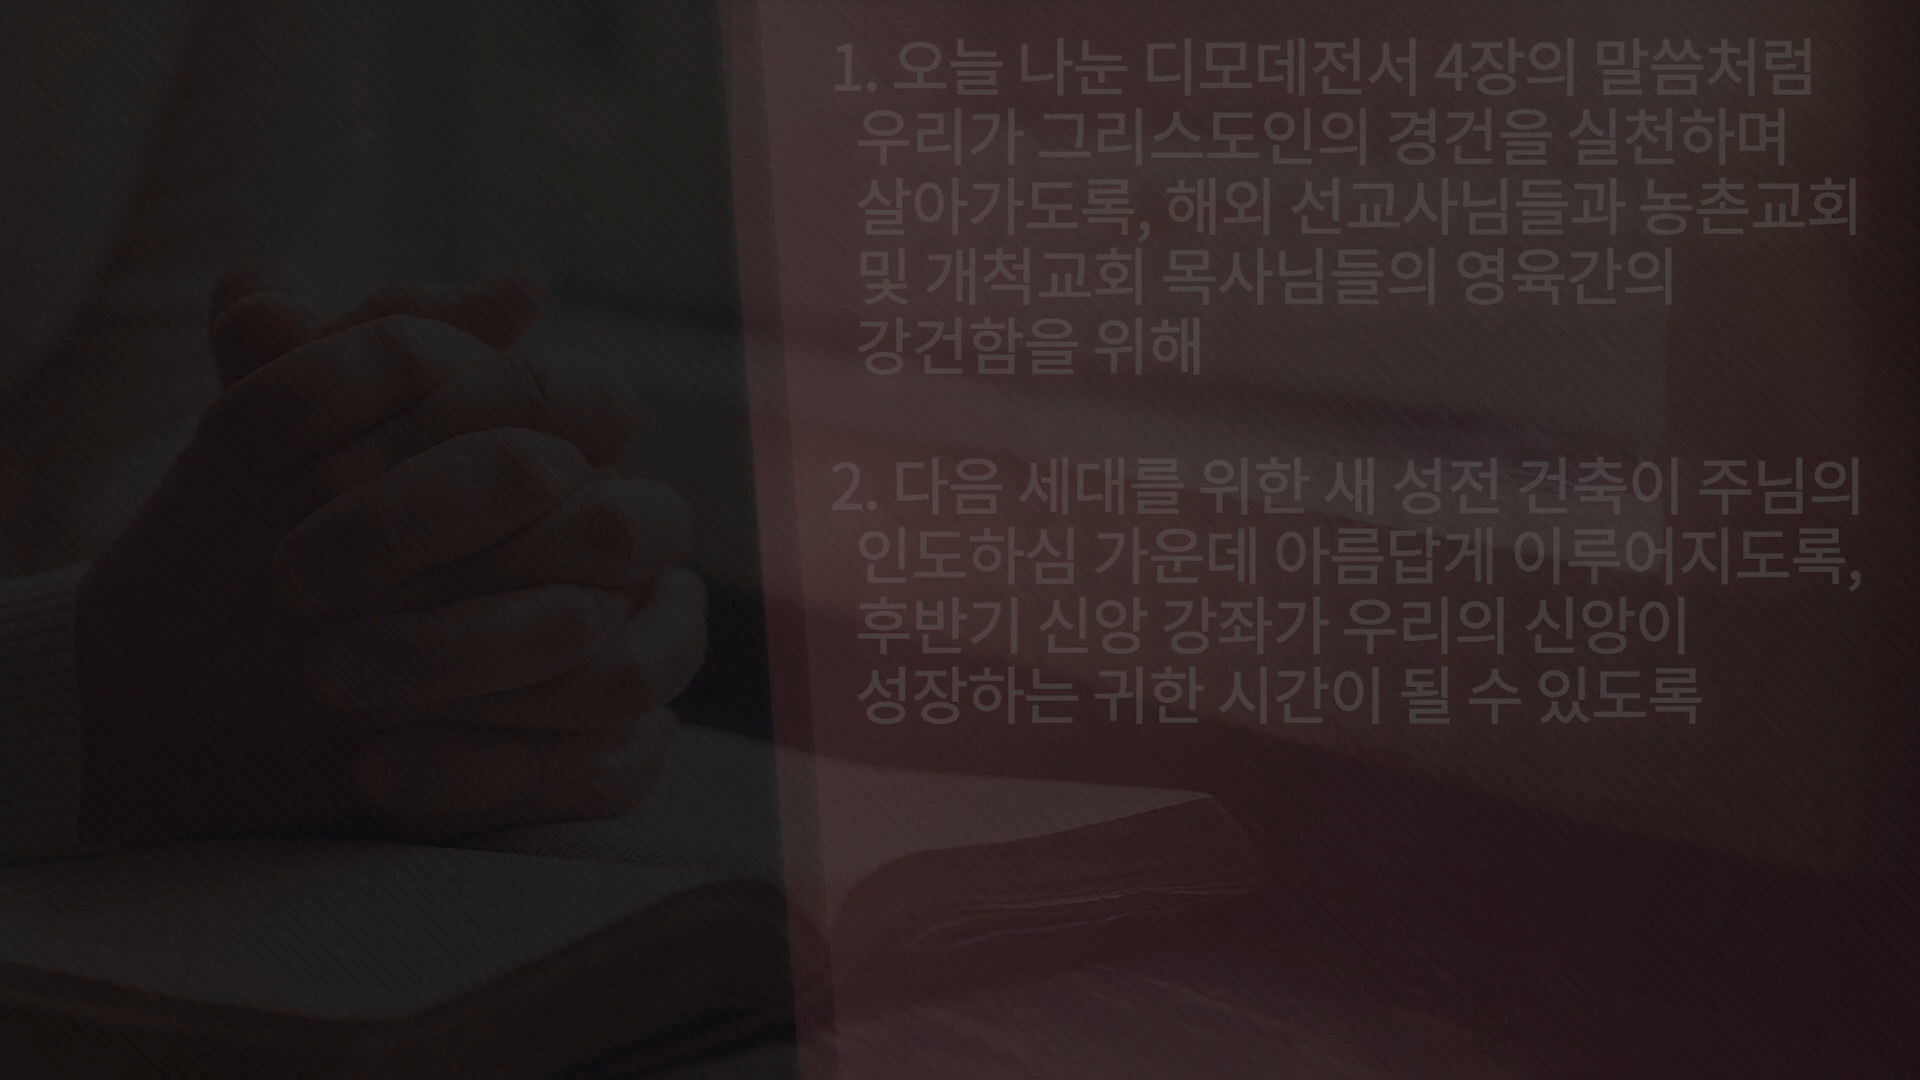 1. 오늘 나눈 디모데전서 4장의 말씀처럼
우리가 그리스도인의 경건을 실천하며
살아가도록, 해외 선교사님들과 농촌교회
및 개척교회 목사님들의 영육간의
강건함을 위해
2. 다음 세대를 위한 새 성전 건축이 주님의
인도하심 가운데 아름답게 이루어지도록,
후반기 신앙 강좌가 우리의 신앙이
성장하는 귀한 시간이 될 수 있도록